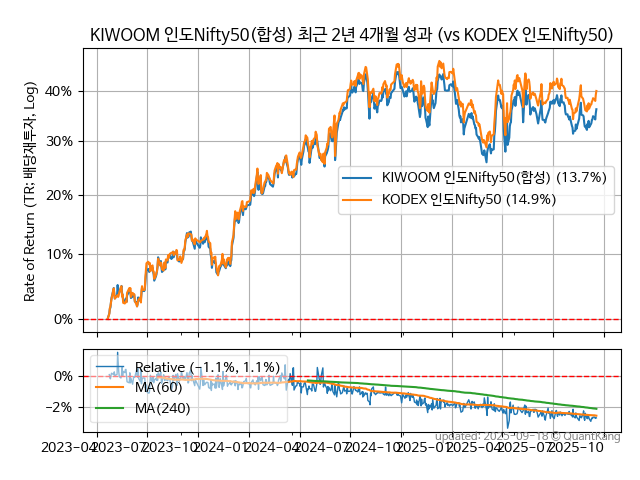 KIWOOM 인도Nifty50(합성) 최근 2년 4개월 성과 (vs KODEX 인도Nifty50)
Rate of Return (TR: 배당재투자, Log)
40%
30%
20%
10%
0%
KIWOOM 인도Nifty50(합성) (13.7%)
KODEX 인도Nifty50 (14.9%)
0%
−2%
Relative (−1.1%, 1.1%)
MA(60)
MA(240)
updated: 2025-09-18 © QuantKang
2023-04 2023-07 2023-10 2024-01 2024-04 2024-07 2024-10 2025-01 2025-04 2025-07 2025-10